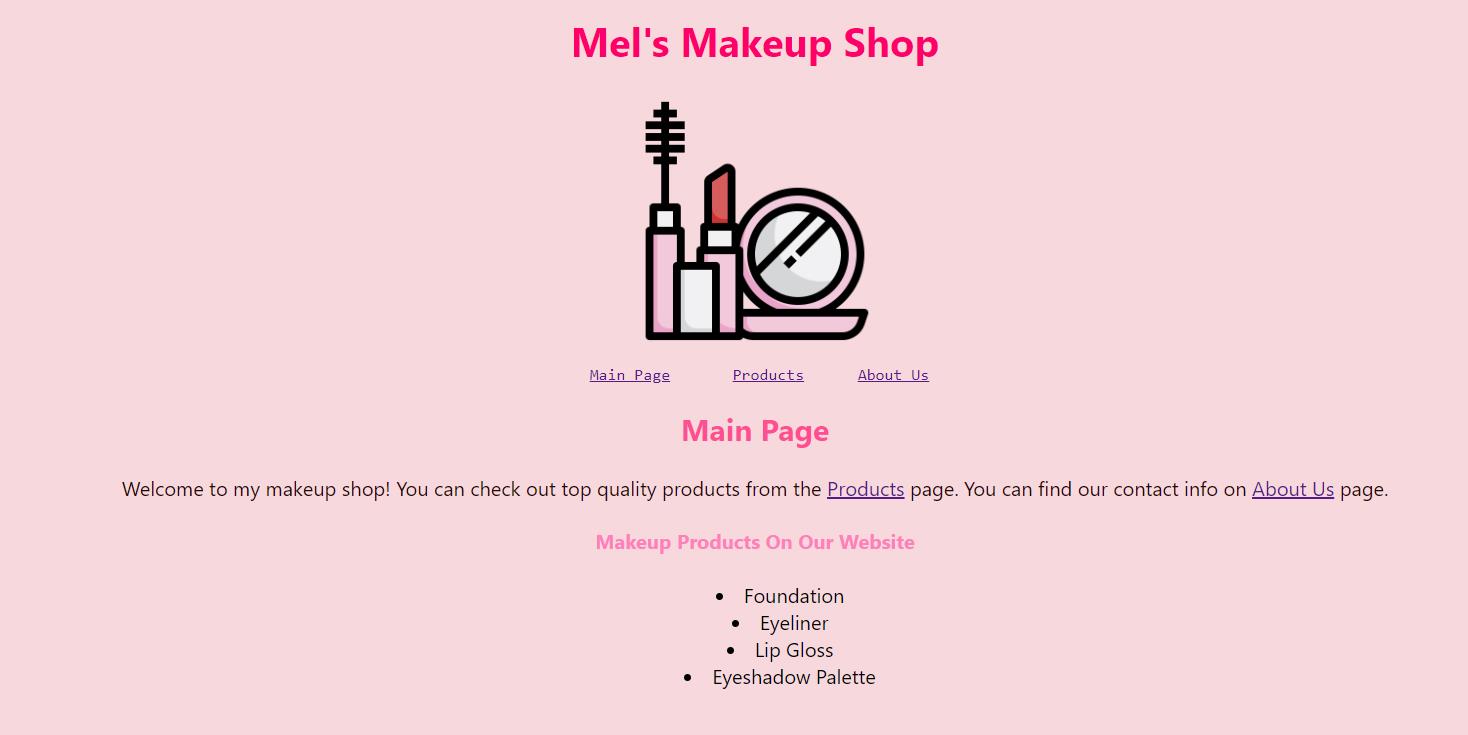 Mel's Makeup Shop
Main Page Products About Us
Main Page
Welcome to my makeup shop! You can check out top quality products from the Products page. You can find our contact info on About Us page.
Makeup Products On Our Website
• Foundation
• Eyeliner
• Lip Gloss
• Eyeshadow Palette